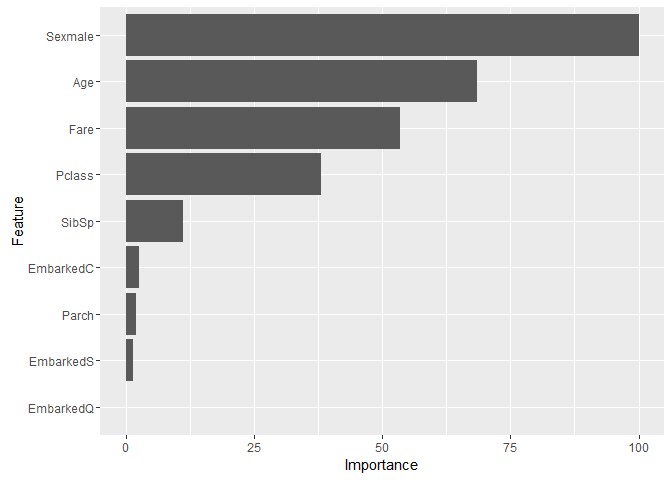 Sexmale
Age
Fare
Pclass
SibSp
EmbarkedC
Parch
EmbarkedS
EmbarkedQ
Feature
0 25 50 75 100
Importance